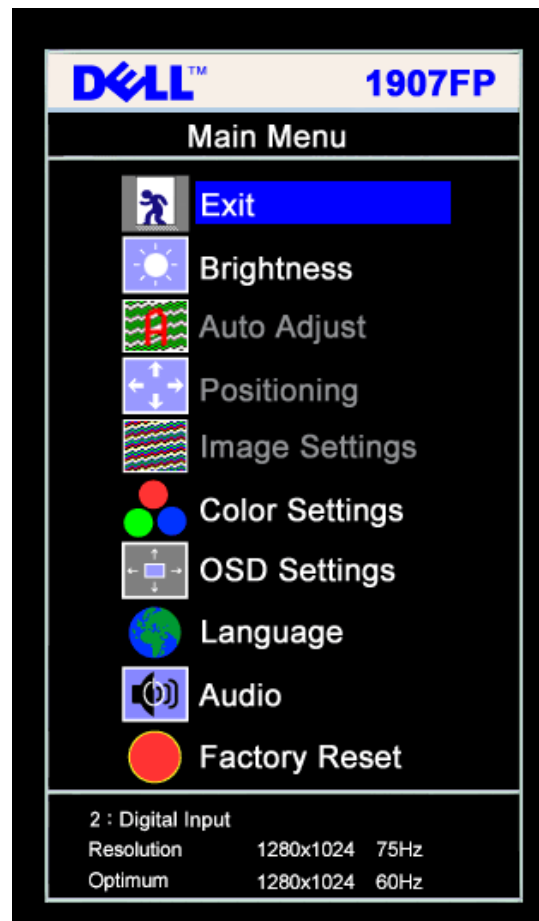 DELL™ 1907FP
Main Menu
Exit
Brightness
Auto Adjust
Positioning
Image Settings
Color Settings
OSD Settings
Language
Audio
Factory Reset
2 : Digital Input
Resolution 1280x1024 75Hz
Optimum 1280x1024 60Hz